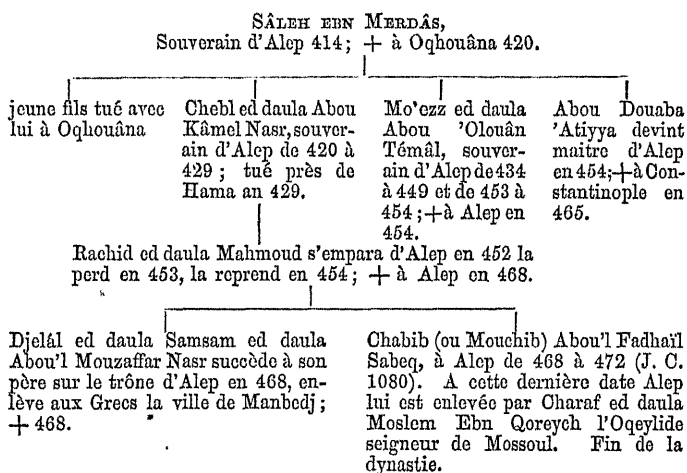 SÂLEH EBN MERDÂS,
Souverain d'Alep 414; + à Oqhouâna 420.
jeune fils tué avec
lui à Oqhouâna
Chebl ed daula Abou
Kâmel Nasr, souver-
ain d'Alep de 420 à
429 ; tué près de
Hama an 429.
Mo'ezz ed daula
Abou 'Olouân
Témâl, souver-
ain d'Alep de 434
à 449 et de 453 à
454 ;+à Alep en
454.
Abou Douaba
'Atiyya devint
maitre d'Alep
en 454;+à Con-
stantinople en
465.
Rachid ed daula Mahmoud s'empara d'Alep en 452 la
perd en 453, la reprend en 454 ; + à Alep en 468.
Djelâl ed daula Samsam ed daula
Abou'l Mouzaffar Nasr succède à son
père sur le trône d'Alep en 468, en-
lève aux Grecs la ville de Manbedj ;
+ 468.
Chabib (ou Mouchib) Abou'l Fadhaïl
Sabeq, à Alep de 468 à 472 (J. C.
1080). A cette dernière date Alep
lui est enlevée par Charaf ed daula
Moslem Ebn Qoreych l'Oqeylide
seigneur de Mossoul. Fin de la
dynastie.